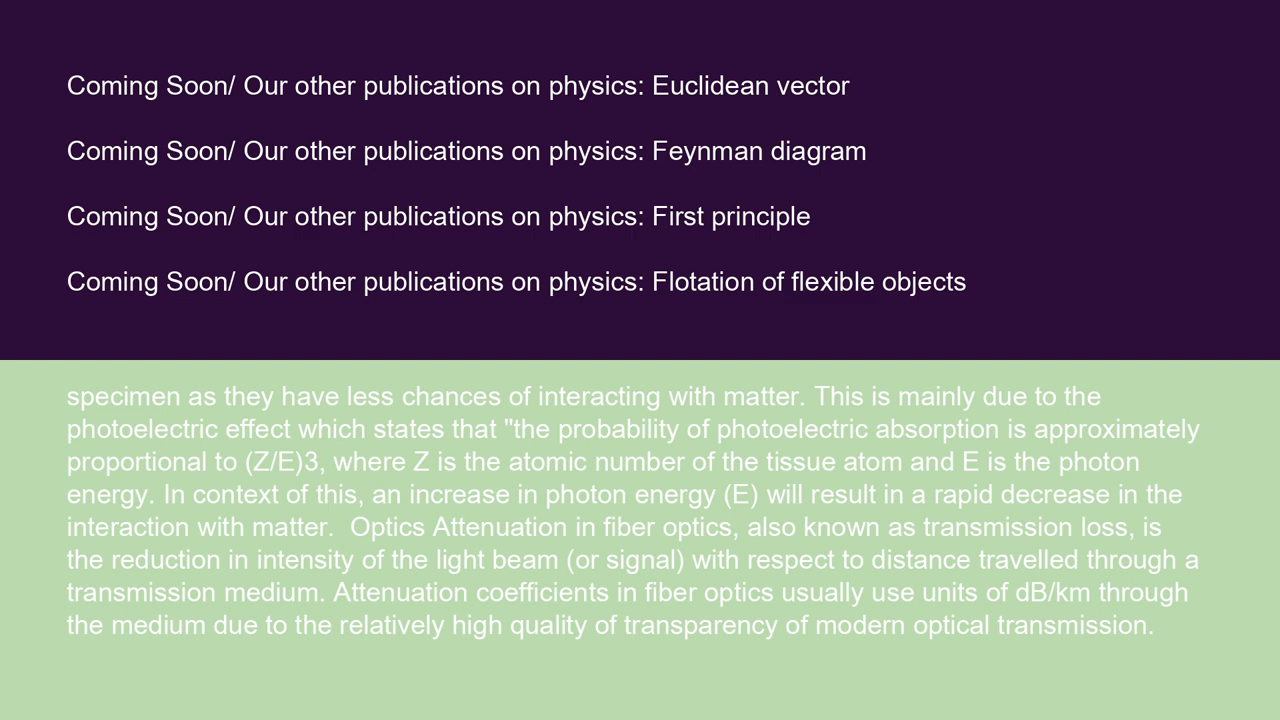 Coming Soon/ Our other publications on physics: Euclidean vector
Coming Soon/ Our other publications on physics: Feynman diagram
Coming Soon/ Our other publications on physics: First principle
Coming Soon/ Our other publications on physics: Flotation of flexible objects
specimen as they have less chances of interacting with matter. This is mainly due to the
photoelectric effect which states that "the probability of photoelectric absorption is approximately
proportional to (Z/E)3, where Z is the atomic number of the tissue atom and E is the photon
energy. In context of this, an increase in photon energy (E) will result in a rapid decrease in the
interaction with matter.  Optics Attenuation in fiber optics, also known as transmission loss, is
the reduction in intensity of the light beam (or signal) with respect to distance travelled through a
transmission medium. Attenuation coefficients in fiber optics usually use units of dB/km through
the medium due to the relatively high quality of transparency of modern optical transmission.